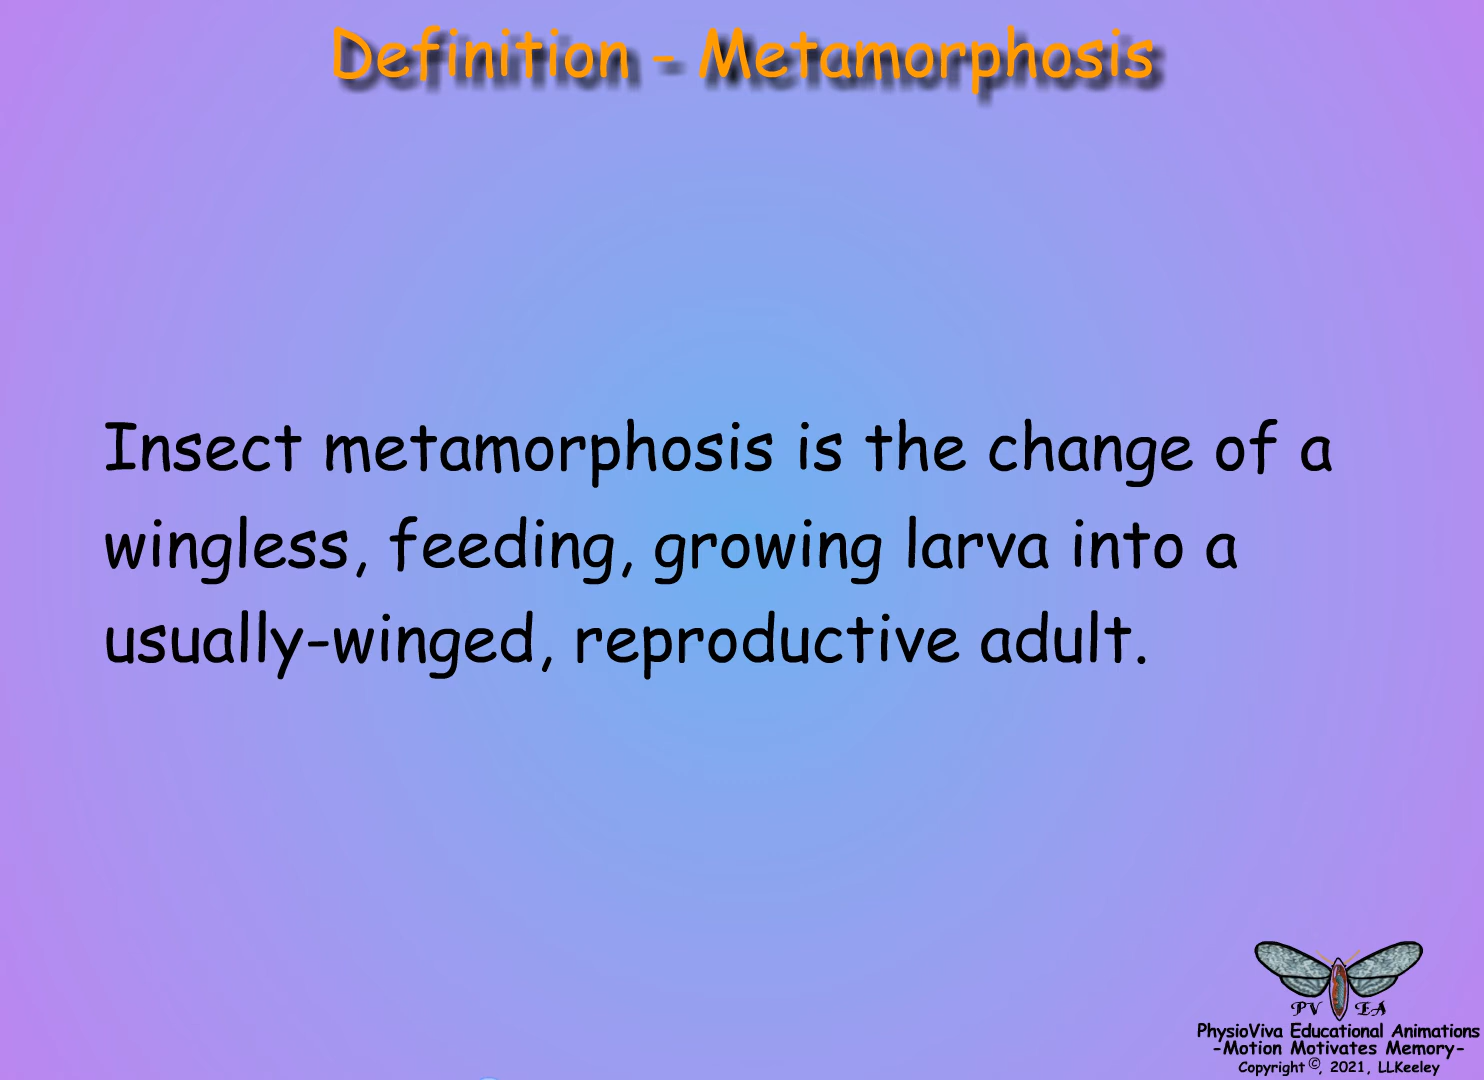 Definition - Metamorphosis
Insect metamorphosis is the change of a
wingless, feeding, growing larva into a
usually-winged, reproductive adult.
PV EA
PhysioViva Educational Animations
-Motion Motivates Memory-
Copyright ©, 2021, LLKeeley